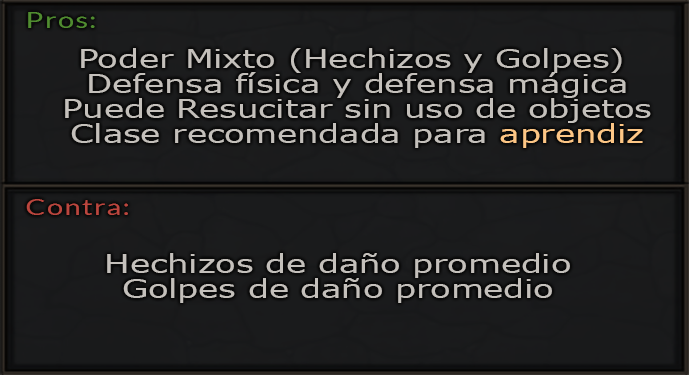 Pros:
Poder Mixto (Hechizos y Golpes)
Defensa física y defensa mágica
Puede Resucitar sin uso de objetos
Clase recomendada para aprendiz
Contra:
Hechizos de daño promedio
Golpes de daño promedio